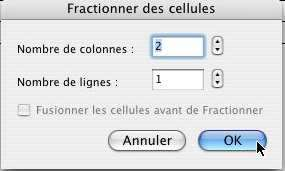 Fractionner des cellules
Nombre de colonnes : 2
Nombre de lignes : 1
Fusionner les cellules avant de Fractionner
Annuler OK